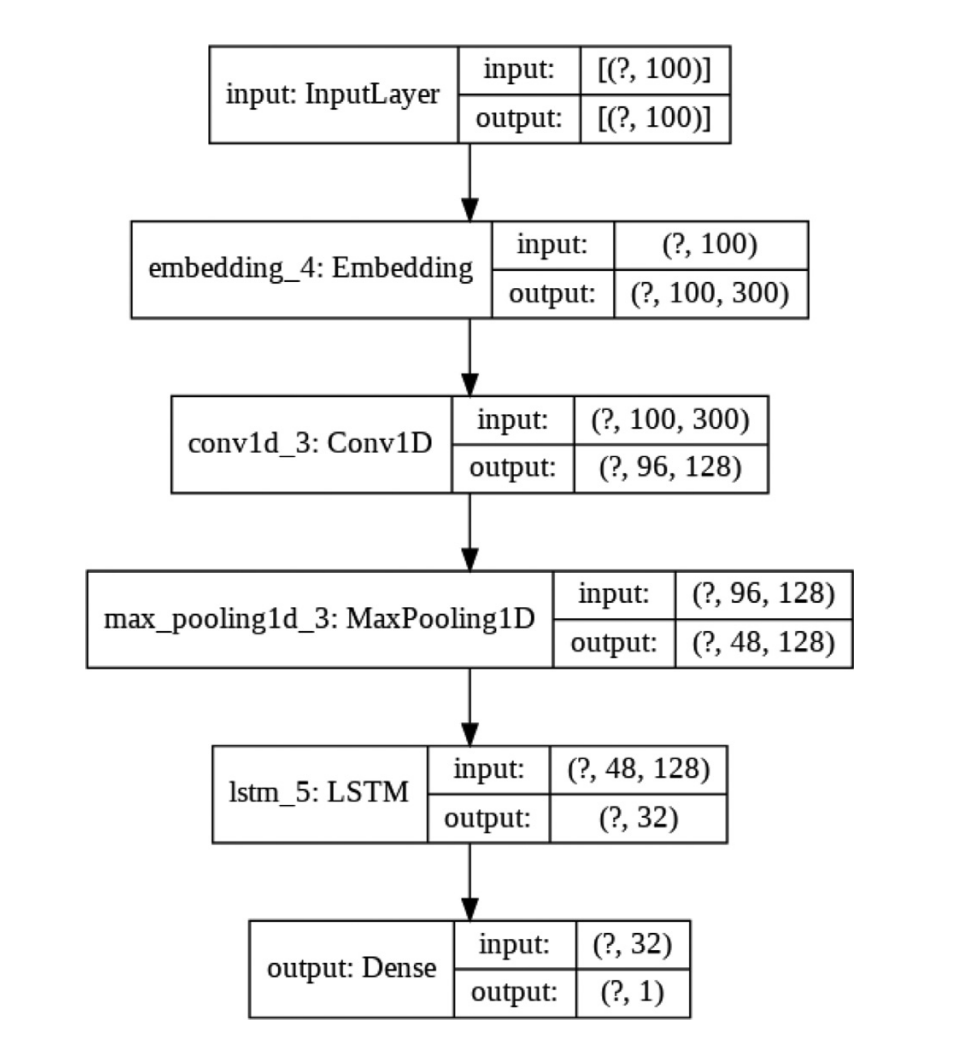 input: InputLayer
input:
[(?, 100)]
output:
[(?, 100)]
embedding_4: Embedding
input:
(?, 100)
output:
(?, 100, 300)
conv1d_3: Conv1D
input:
(?, 100, 300)
output:
(?, 96, 128)
max_pooling1d_3: MaxPooling1D
input:
(?, 96, 128)
output:
(?, 48, 128)
lstm_5: LSTM
input:
(?, 48, 128)
output:
(?, 32)
output: Dense
input:
(?, 32)
output:
(?, 1)